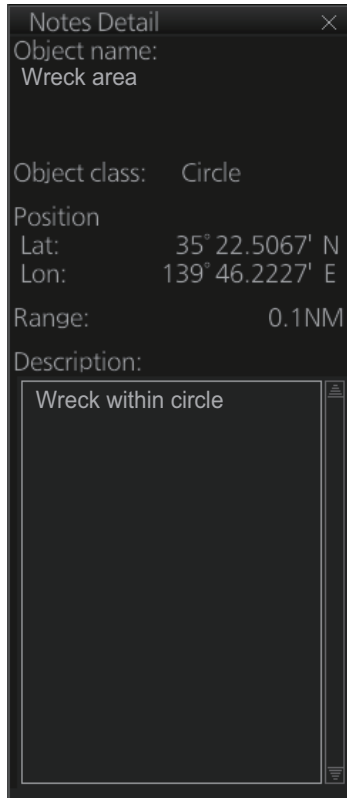 Notes Detail
Object name:
Wreck area
Object class: Circle
Position
Lat: 35° 22.5067' N
Lon: 139° 46.2227' E
Range: 0.1NM
Description:
Wreck within circle